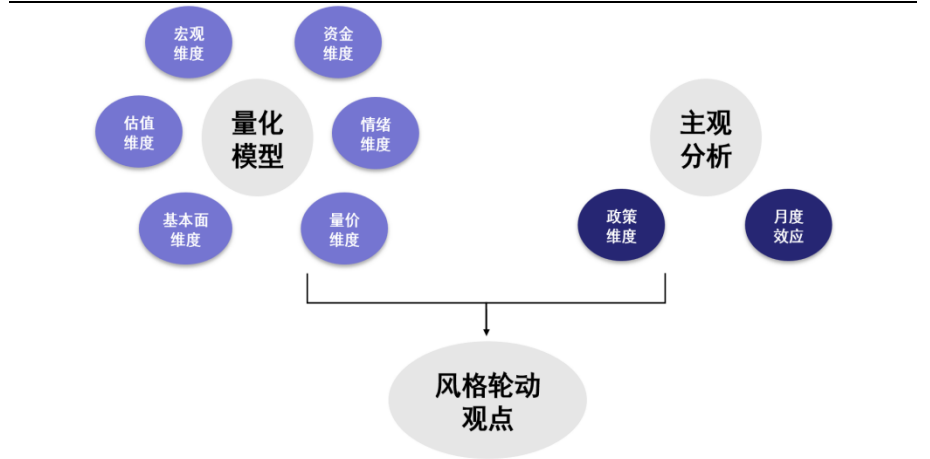 宏观
维度
资金
维度
量化
模型
估值
维度
情绪
维度
基本面
维度
量价
维度
主观
分析
政策
维度
月度
效应
风格轮动
观点